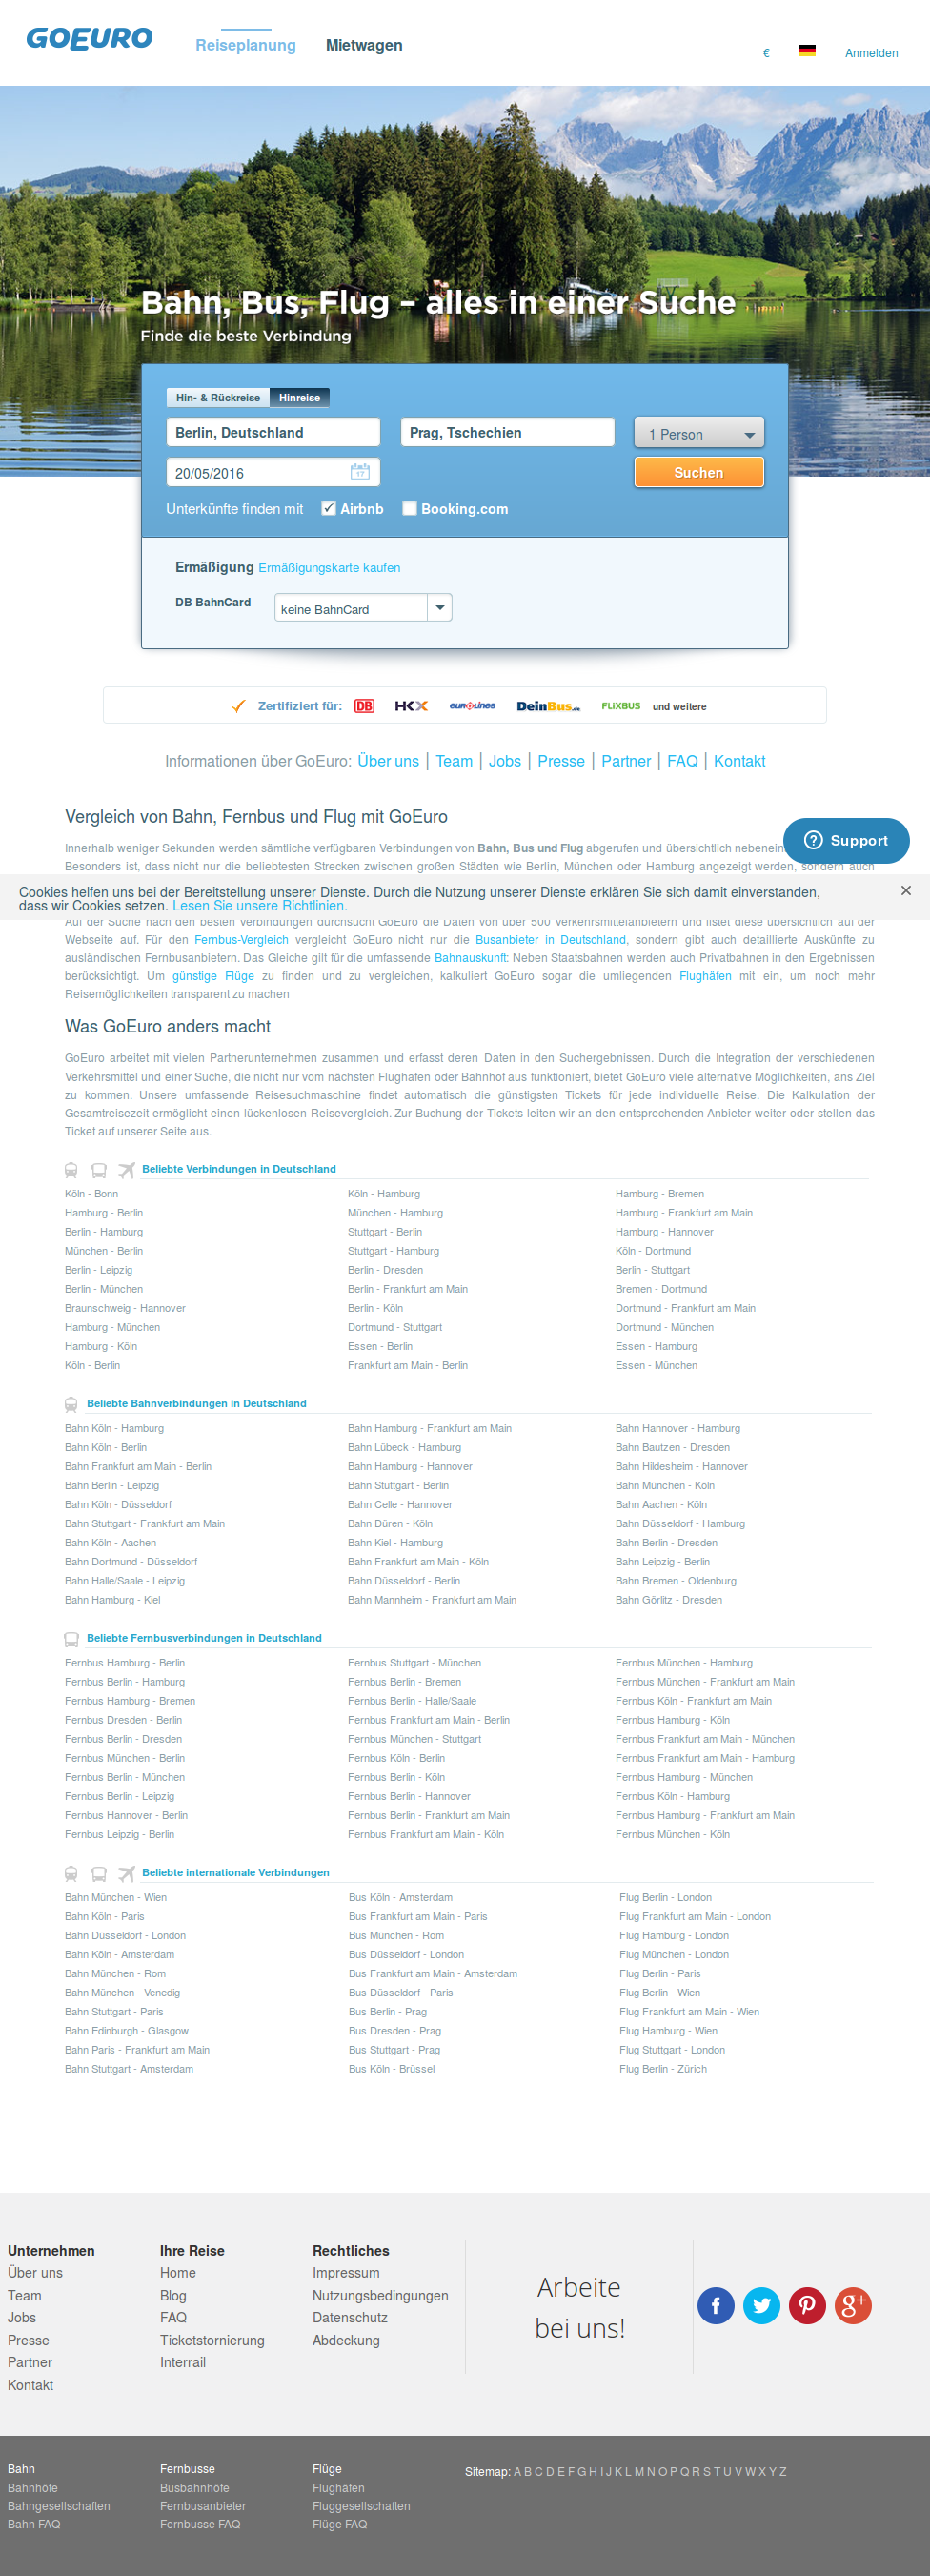 GOEURO
Reiseplanung
Mietwagen
€
Anmelden
Bahn, Bus, Flug – alles in einer Suche
Finde die beste Verbindung
Hin- & Rückreise Hinreise
Berlin, Deutschland
Prag, Tschechien
1 Person
20/05/2016
17
Suchen
Unterkünfte finden mit Airbnb Booking.com
Ermäßigung Ermäßigungskarte kaufen
DB BahnCard
keine BahnCard
Zertifiziert für: DB HKX eurolines DeinBus.de FLiXBUS und weitere
Informationen über GoEuro: Über uns | Team | Jobs | Presse | Partner | FAQ | Kontakt
Vergleich von Bahn, Fernbus und Flug mit GoEuro
Innerhalb weniger Sekunden werden sämtliche verfügbaren Verbindungen von Bahn, Bus und Flug abgerufen und übersichtlich
Besonders ist, dass nicht nur die beliebtesten Strecken zwischen großen Städten wie Berlin, München oder Hamburg angezeigt werden, sondern auch
Support
Cookies helfen uns bei der Bereitstellung unserer Dienste. Durch die Nutzung unserer Dienste erklären Sie sich damit einverstanden,
dass wir Cookies setzen. Lesen Sie unsere Richtlinien.
×
Auf der Suche nach den besten Verbindungen durchsucht GoEuro die Daten von über 500 Verkehrsmittelanbietern und listet diese übersichtlich auf der
Webseite auf. Für den Fernbus-Vergleich vergleicht GoEuro nicht nur die Busanbieter in Deutschland, sondern gibt auch detaillierte Auskünfte zu
ausländischen Fernbusanbietern. Das Gleiche gilt für die umfassende Bahnauskunft: Neben Staatsbahnen werden auch Privatbahnen in den Ergebnissen
berücksichtigt. Um günstige Flüge zu finden und zu vergleichen, kalkuliert GoEuro sogar die umliegenden Flughäfen mit ein, um noch mehr
Reisemöglichkeiten transparent zu machen
Was GoEuro anders macht
GoEuro arbeitet mit vielen Partnerunternehmen zusammen und erfasst deren Daten in den Suchergebnissen. Durch die Integration der verschiedenen
Verkehrsmittel und einer Suche, die nicht nur vom nächsten Flughafen oder Bahnhof aus funktioniert, bietet GoEuro viele alternative Möglichkeiten, ans Ziel
zu kommen. Unsere umfassende Reisesuchmaschine findet automatisch die günstigsten Tickets für jede individuelle Reise. Die Kalkulation der
Gesamtreisezeit ermöglicht einen lückenlosen Reisevergleich. Zur Buchung der Tickets leiten wir an den entsprechenden Anbieter weiter oder stellen das
Ticket auf unserer Seite aus.
Beliebte Verbindungen in Deutschland
Köln - Bonn Köln - Hamburg Hamburg - Bremen
Hamburg - Berlin München - Hamburg Hamburg - Frankfurt am Main
Berlin - Hamburg Stuttgart - Berlin Hamburg - Hannover
München - Berlin Stuttgart - Hamburg Köln - Dortmund
Berlin - Leipzig Berlin - Dresden Berlin - Stuttgart
Berlin - München Berlin - Frankfurt am Main Bremen - Dortmund
Braunschweig - Hannover Berlin - Köln Dortmund - Frankfurt am Main
Hamburg - München Dortmund - Stuttgart Dortmund - München
Hamburg - Köln Essen - Berlin Essen - Hamburg
Köln - Berlin Frankfurt am Main - Berlin Essen - München
Beliebte Bahnverbindungen in Deutschland
Bahn Köln - Hamburg Bahn Hamburg - Frankfurt am Main Bahn Hannover - Hamburg
Bahn Köln - Berlin Bahn Lübeck - Hamburg Bahn Bautzen - Dresden
Bahn Frankfurt am Main - Berlin Bahn Hamburg - Hannover Bahn Hildesheim - Hannover
Bahn Berlin - Leipzig Bahn Stuttgart - Berlin Bahn München - Köln
Bahn Köln - Düsseldorf Bahn Celle - Hannover Bahn Aachen - Köln
Bahn Stuttgart - Frankfurt am Main Bahn Düren - Köln Bahn Düsseldorf - Hamburg
Bahn Köln - Aachen Bahn Kiel - Hamburg Bahn Berlin - Dresden
Bahn Dortmund - Düsseldorf Bahn Frankfurt am Main - Köln Bahn Leipzig - Berlin
Bahn Halle/Saale - Leipzig Bahn Düsseldorf - Berlin Bahn Bremen - Oldenburg
Bahn Hamburg - Kiel Bahn Mannheim - Frankfurt am Main Bahn Görlitz - Dresden
Beliebte Fernbusverbindungen in Deutschland
Fernbus Hamburg - Berlin Fernbus Stuttgart - München Fernbus München - Hamburg
Fernbus Berlin - Hamburg Fernbus Berlin - Bremen Fernbus München - Frankfurt am Main
Fernbus Hamburg - Bremen Fernbus Berlin - Halle/Saale Fernbus Köln - Frankfurt am Main
Fernbus Dresden - Berlin Fernbus Frankfurt am Main - Berlin Fernbus Hamburg - Köln
Fernbus Berlin - Dresden Fernbus München - Stuttgart Fernbus Frankfurt am Main - München
Fernbus München - Berlin Fernbus Köln - Berlin Fernbus Frankfurt am Main - Hamburg
Fernbus Berlin - München Fernbus Berlin - Köln Fernbus Hamburg - München
Fernbus Berlin - Leipzig Fernbus Berlin - Hannover Fernbus Köln - Hamburg
Fernbus Hannover - Berlin Fernbus Berlin - Frankfurt am Main Fernbus Hamburg - Frankfurt am Main
Fernbus Leipzig - Berlin Fernbus Frankfurt am Main - Köln Fernbus München - Köln
Beliebte internationale Verbindungen
Bahn München - Wien Bus Köln - Amsterdam Flug Berlin - London
Bahn Köln - Paris Bus Frankfurt am Main - Paris Flug Frankfurt am Main - London
Bahn Düsseldorf - London Bus München - Rom Flug Hamburg - London
Bahn Köln - Amsterdam Bus Düsseldorf - London Flug München - London
Bahn München - Rom Bus Frankfurt am Main - Amsterdam Flug Berlin - Paris
Bahn München - Venedig Bus Düsseldorf - Paris Flug Berlin - Wien
Bahn Stuttgart - Paris Bus Berlin - Prag Flug Frankfurt am Main - Wien
Bahn Edinburgh - Glasgow Bus Dresden - Prag Flug Hamburg - Wien
Bahn Paris - Frankfurt am Main Bus Stuttgart - Prag Flug Stuttgart - London
Bahn Stuttgart - Amsterdam Bus Köln - Brüssel Flug Berlin - Zürich
Unternehmen
Über uns
Team
Jobs
Presse
Partner
Kontakt
Ihre Reise
Home
Blog
FAQ
Ticketstornierung
Interrail
Rechtliches
Impressum
Nutzungsbedingungen
Datenschutz
Abdeckung
Arbeite
bei uns!
Bahn
Bahnhöfe
Bahngesellschaften
Bahn FAQ
Fernbusse
Busbahnhöfe
Fernbusanbieter
Fernbusse FAQ
Flüge
Flughäfen
Fluggesellschaften
Flüge FAQ
Sitemap: A B C D E F G H I J K L M N O P Q R S T U V W X Y Z